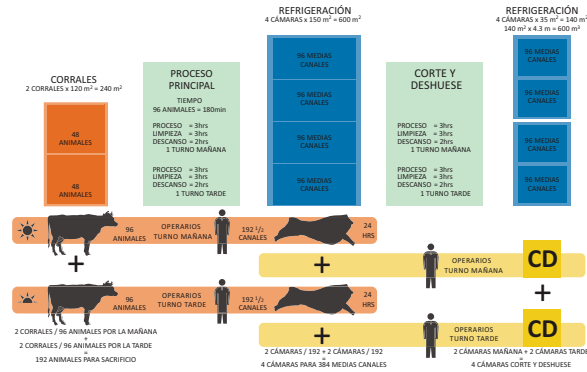 CORRALES
2 CORRALES x 120 m² = 240 m²
48
ANIMALES
48
ANIMALES
PROCESO
PRINCIPAL
TIEMPO
96 ANIMALES = 180min
PROCESO = 3hrs
LIMPIEZA = 3hrs
DESCANSO = 2hrs
1 TURNO MAÑANA
PROCESO = 3hrs
LIMPIEZA = 3hrs
DESCANSO = 2hrs
1 TURNO TARDE
REFRIGERACIÓN
4 CÁMARAS x 150 m² = 600 m²
96 MEDIAS
CANALES
96 MEDIAS
CANALES
96 MEDIAS
CANALES
96 MEDIAS
CANALES
CORTE Y
DESHUESE
PROCESO = 3hrs
LIMPIEZA = 3hrs
DESCANSO = 2hrs
1 TURNO MAÑANA
PROCESO = 3hrs
LIMPIEZA = 3hrs
DESCANSO = 2hrs
1 TURNO TARDE
REFRIGERACIÓN
4 CÁMARAS x 35 m² = 140 m²
140 m² x 4.3 m = 600 m³
96 MEDIAS
CANALES
96 MEDIAS
CANALES
96 MEDIAS
CANALES
96 MEDIAS
CANALES
96
ANIMALES
OPERARIOS
TURNO MAÑANA
192 1/2
CANALES
24
HRS
+
+
OPERARIOS
TURNO MAÑANA
CD
+
96
ANIMALES
OPERARIOS
TURNO TARDE
192 1/2
CANALES
24
HRS
+
OPERARIOS
TURNO TARDE
CD
2 CORRALES / 96 ANIMALES POR LA MAÑANA
+
2 CORRALES / 96 ANIMALES POR LA TARDE
=
192 ANIMALES PARA SACRIFICIO
2 CÁMARAS / 192 + 2 CÁMARAS / 192
=
4 CÁMARAS PARA 384 MEDIAS CANALES
2 CÁMARAS MAÑANA + 2 CÁMARAS TARDE
=
4 CÁMARAS CORTE Y DESHUESE